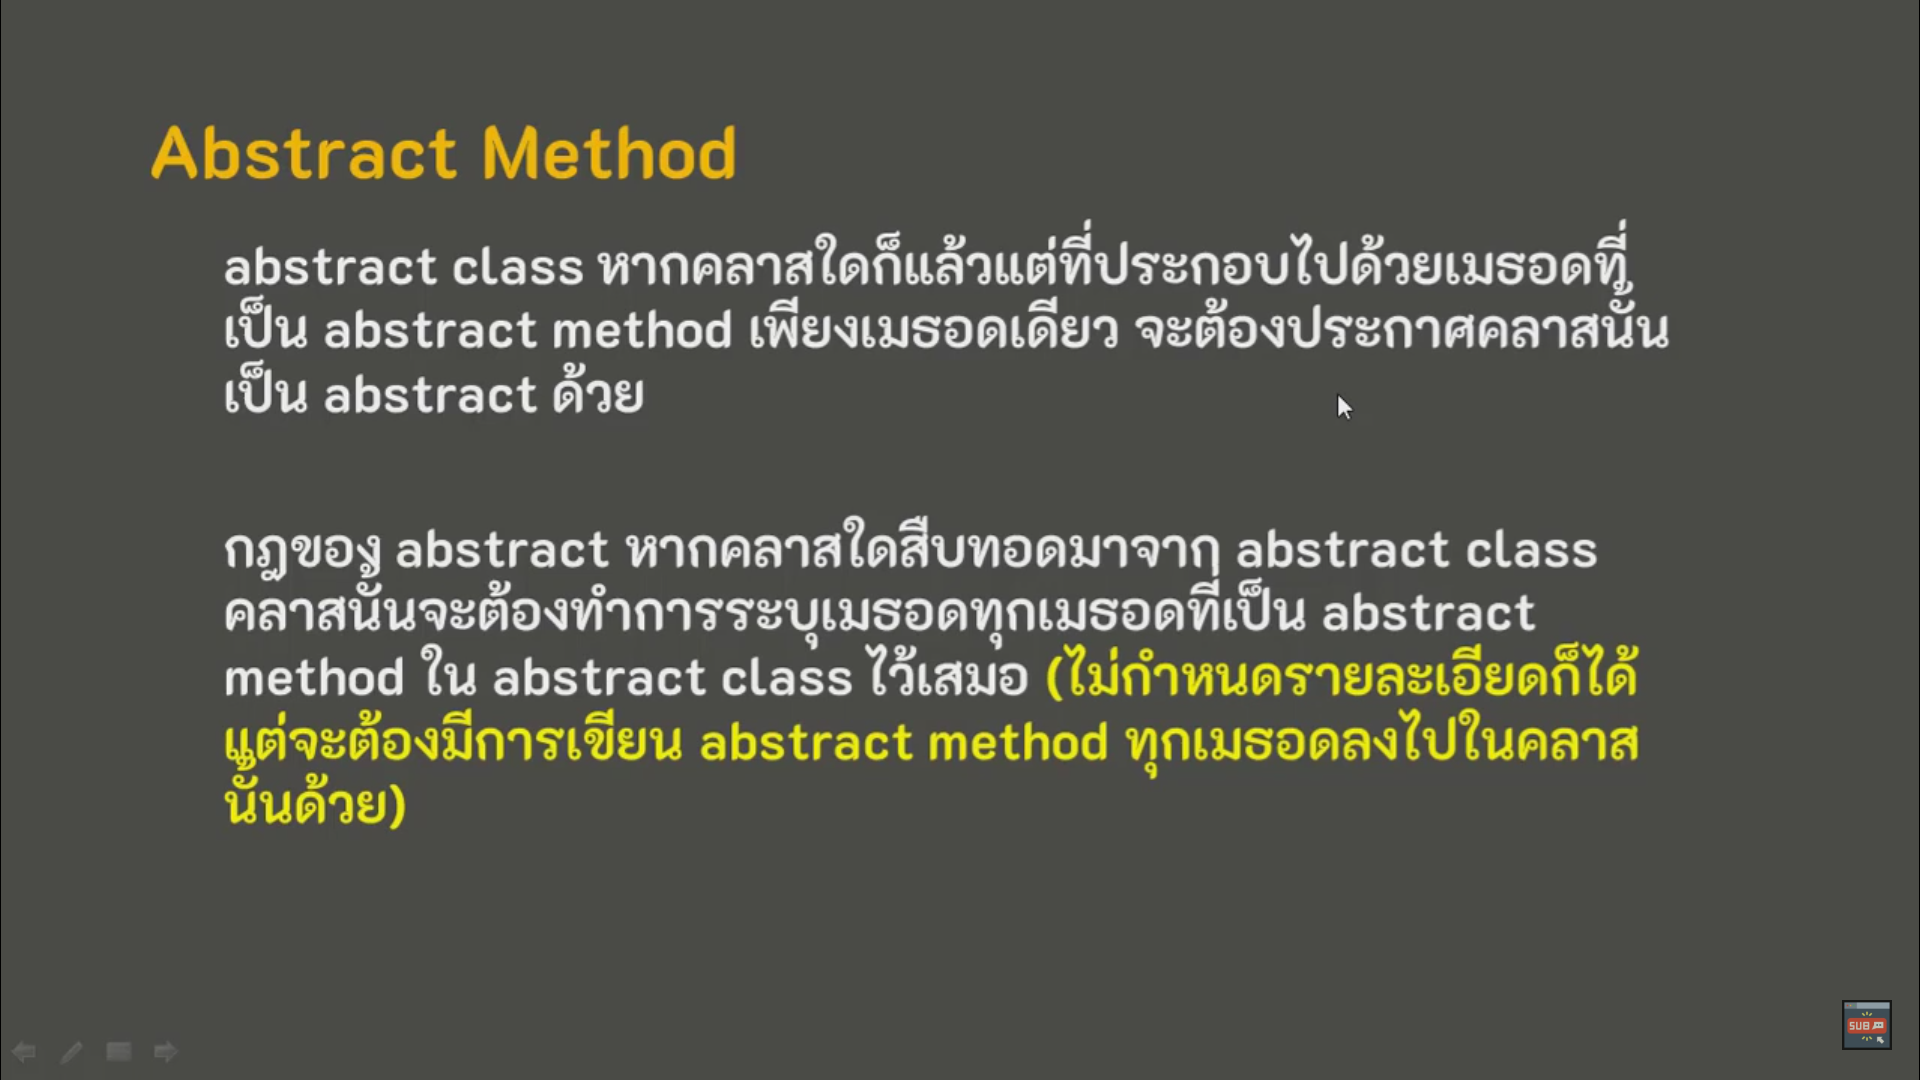 Abstract Method
abstract class หากคลาสใดก็แล้วแต่ที่ประกอบไปด้วยเมธอดที่
เป็น abstract method เพียงเมธอดเดียว จะต้องประกาศคลาสนั้น
เป็น abstract ด้วย
กฎของ abstract หากคลาสใดสืบทอดมาจาก abstract class
คลาสนั้นจะต้องทำการระบุเมธอดทุกเมธอดที่เป็น abstract
method ใน abstract class ไว้เสมอ (ไม่กำหนดรายละเอียดก็ได้
แต่จะต้องมีการเขียน abstract method ทุกเมธอดลงไปในคลาส
นั้นด้วย)
SUB